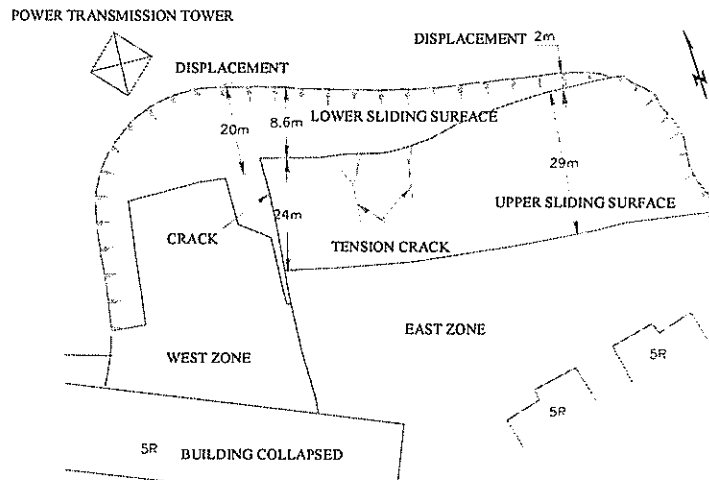 POWER TRANSMISSION TOWER
DISPLACEMENT 2m
DISPLACEMENT
N
20m
8.6m
LOWER SLIDING SURFACE
29m
24m
UPPER SLIDING SURFACE
CRACK
TENSION CRACK
EAST ZONE
WEST ZONE
5R
5R
5R BUILDING COLLAPSED